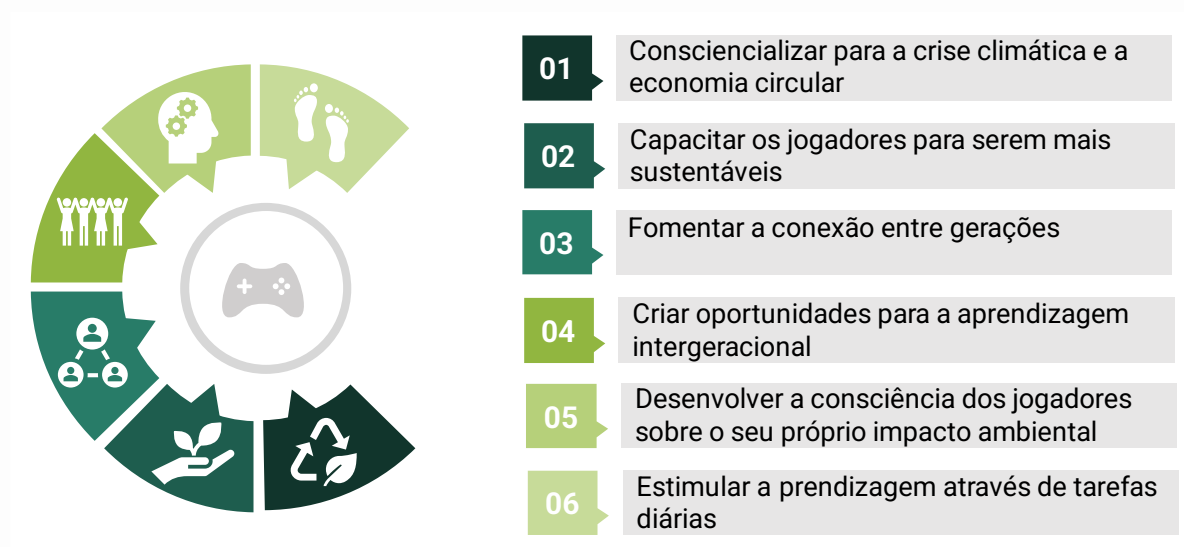 01
Consciencializar para a crise climática e a
economia circular
02
Capacitar os jogadores para serem mais
sustentáveis
03
Fomentar a conexão entre gerações
04
Criar oportunidades para a aprendizagem
intergeracional
05
Desenvolver a consciência dos jogadores
sobre o seu próprio impacto ambiental
06
Estimular a prendizagem através de tarefas
diárias